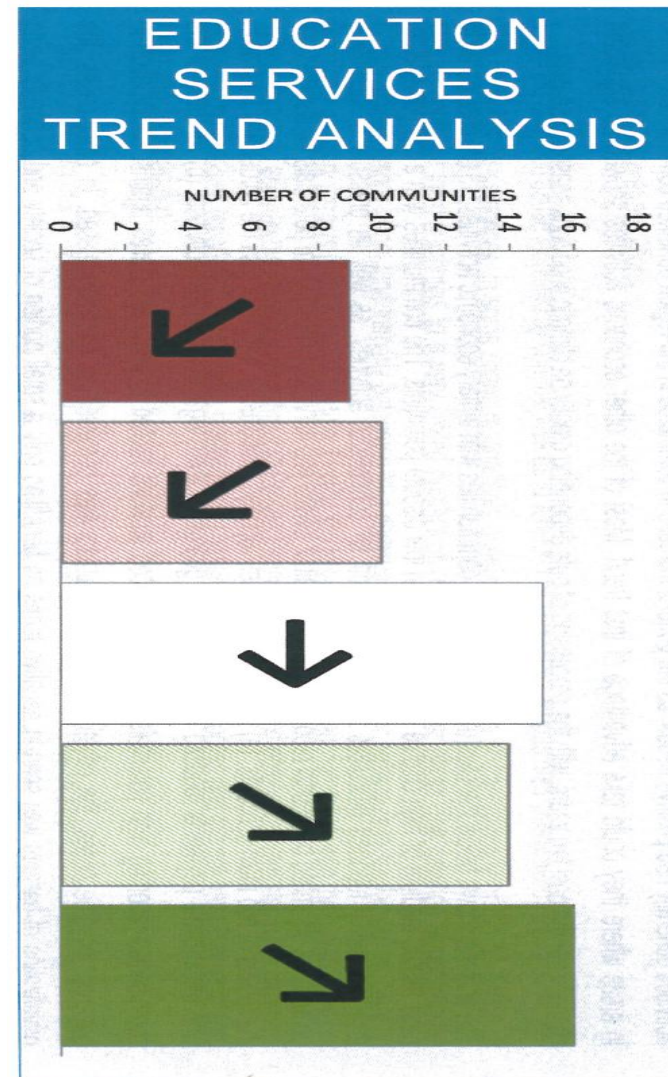 EDUCATION
SERVICES
TREND ANALYSIS
NUMBER OF COMMUNITIES
0 2 4 6 8 10 12 14 16 18